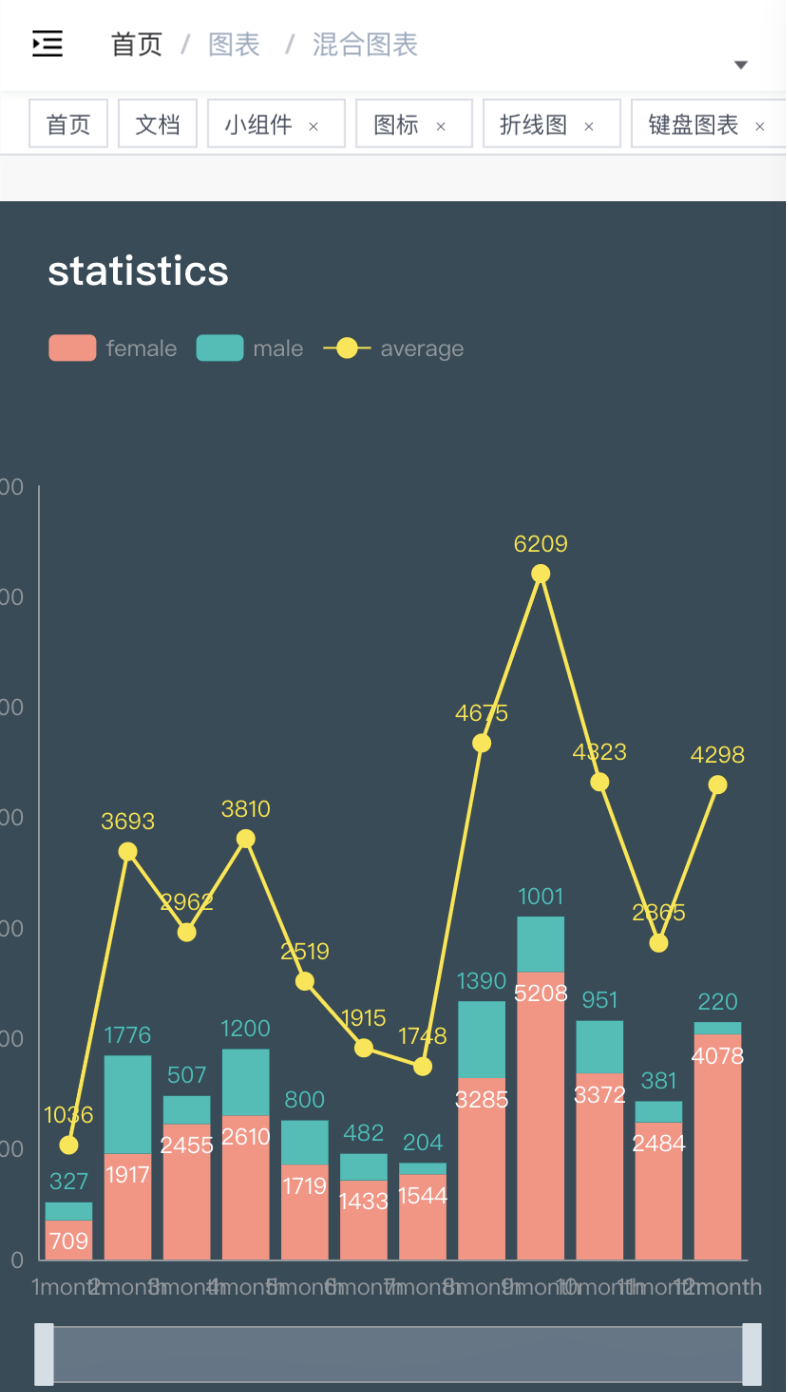 首页 / 图表 / 混合图表
首页 文档 小组件 × 图标 × 折线图 × 键盘图表 ×
statistics
female male average
00
6209
00
4675
00
4323 4298
3693 3810
00
2962 2865
1001
00
2519
1390 5208 951 220
1915
1776 1200 1748
00
4078
507 3285 3372 381
1036 800
482 204 2484
2610
2455
00
1917
327 1719 1433 1544
709
0
1month 2month 3month 4month 5month 6month 7month 8month 9month 10month 11month 12month